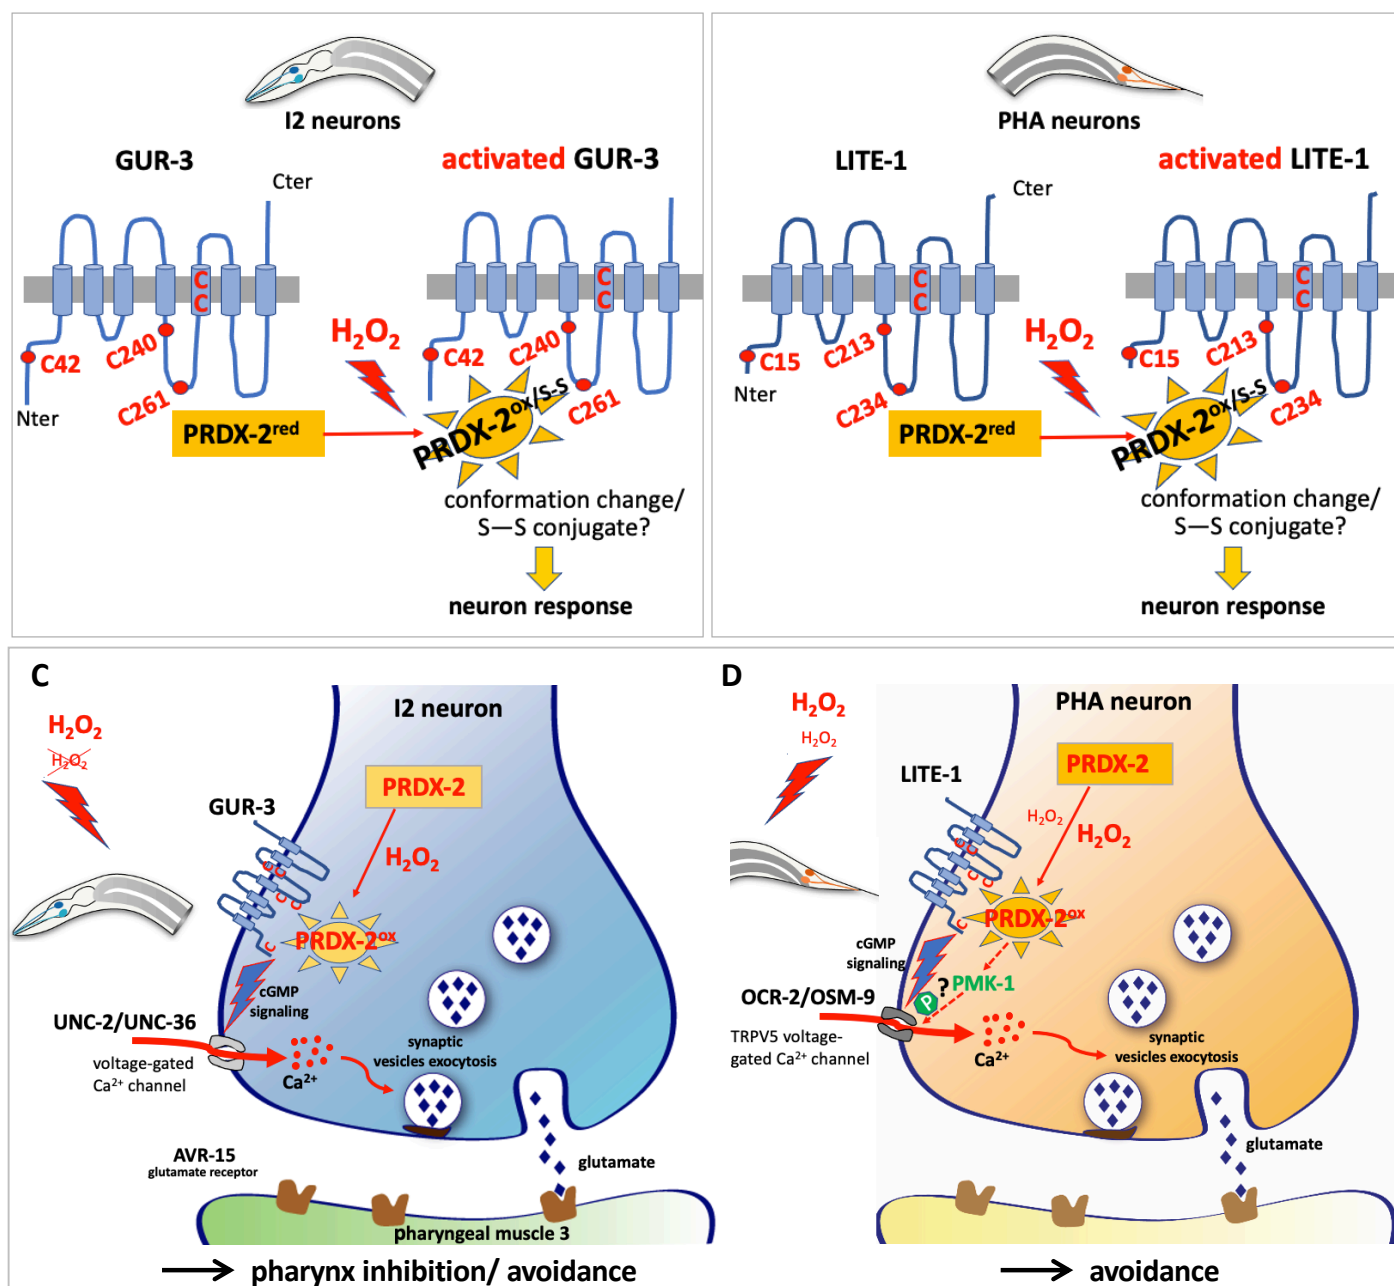 I2 neurons
GUR-3
activated GUR-3
Cter
C
C
C
C
H₂O₂
C42
C240
C261
Nter
C42
C240
C261
PRDX-2red
PRDX-2ox/S-S
conformation change/
S—S conjugate?
neuron response
PHA neurons
LITE-1
activated LITE-1
Cter
C
C
C
C
H₂O₂
C15
C213
C234
Nter
C15
C213
C234
PRDX-2red
PRDX-2ox/S-S
conformation change/
S—S conjugate?
neuron response
C
I2 neuron
H₂O₂
H₂O₂
PRDX-2
GUR-3
H₂O₂
C
C
C
C
C
PRDX-2ox
cGMP
signaling
UNC-2/UNC-36
voltage-gated
Ca²⁺ channel
Ca²⁺
synaptic
vesicles exocytosis
AVR-15
glutamate receptor
glutamate
pharyngeal muscle 3
pharynx inhibition/ avoidance
D
PHA neuron
H₂O₂
H₂O₂
PRDX-2
LITE-1
H₂O₂
H₂O₂
C
C
C
C
C
PRDX-2ox
cGMP
signaling
?
PMK-1
P
OCR-2/OSM-9
TRPV5 voltage-
gated Ca²⁺ channel
Ca²⁺
synaptic
vesicles exocytosis
glutamate
avoidance